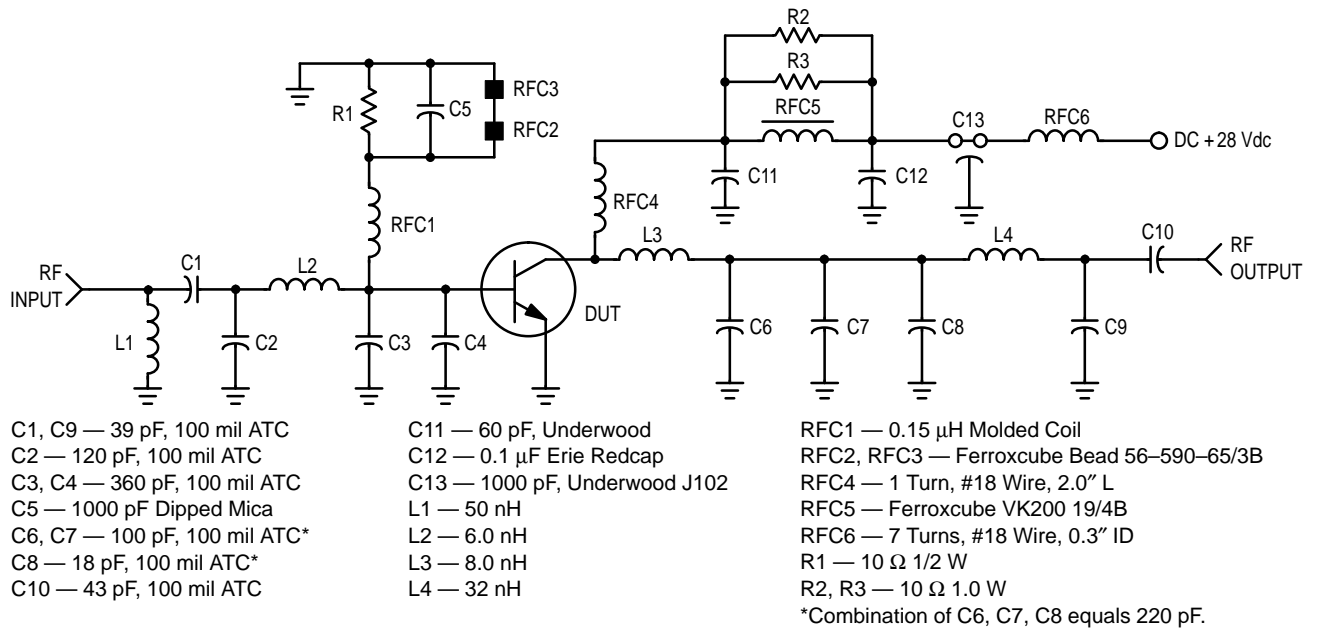 R2
R3
RFC5
RFC3
RFC2
R1
C5
C13
RFC6
DC + 28 Vdc
C11
C12
RFC4
RFC1
L3
L4
C10
RF
OUTPUT
C1
L2
RF
INPUT
DUT
L1
C2
C3
C4
C6
C7
C8
C9
C1, C9 — 39 pF, 100 mil ATC
C2 — 120 pF, 100 mil ATC
C3, C4 — 360 pF, 100 mil ATC
C5 — 1000 pF Dipped Mica
C6, C7 — 100 pF, 100 mil ATC*
C8 — 18 pF, 100 mil ATC*
C10 — 43 pF, 100 mil ATC
C11 — 60 pF, Underwood
C12 — 0.1 μF Erie Redcap
C13 — 1000 pF, Underwood J102
L1 — 50 nH
L2 — 6.0 nH
L3 — 8.0 nH
L4 — 32 nH
RFC1 — 0.15 μH Molded Coil
RFC2, RFC3 — Ferroxcube Bead 56–590–65/3B
RFC4 — 1 Turn, #18 Wire, 2.0″ L
RFC5 — Ferroxcube VK200 19/4B
RFC6 — 7 Turns, #18 Wire, 0.3″ ID
R1 — 10 Ω 1/2 W
R2, R3 — 10 Ω 1.0 W
*Combination of C6, C7, C8 equals 220 pF.